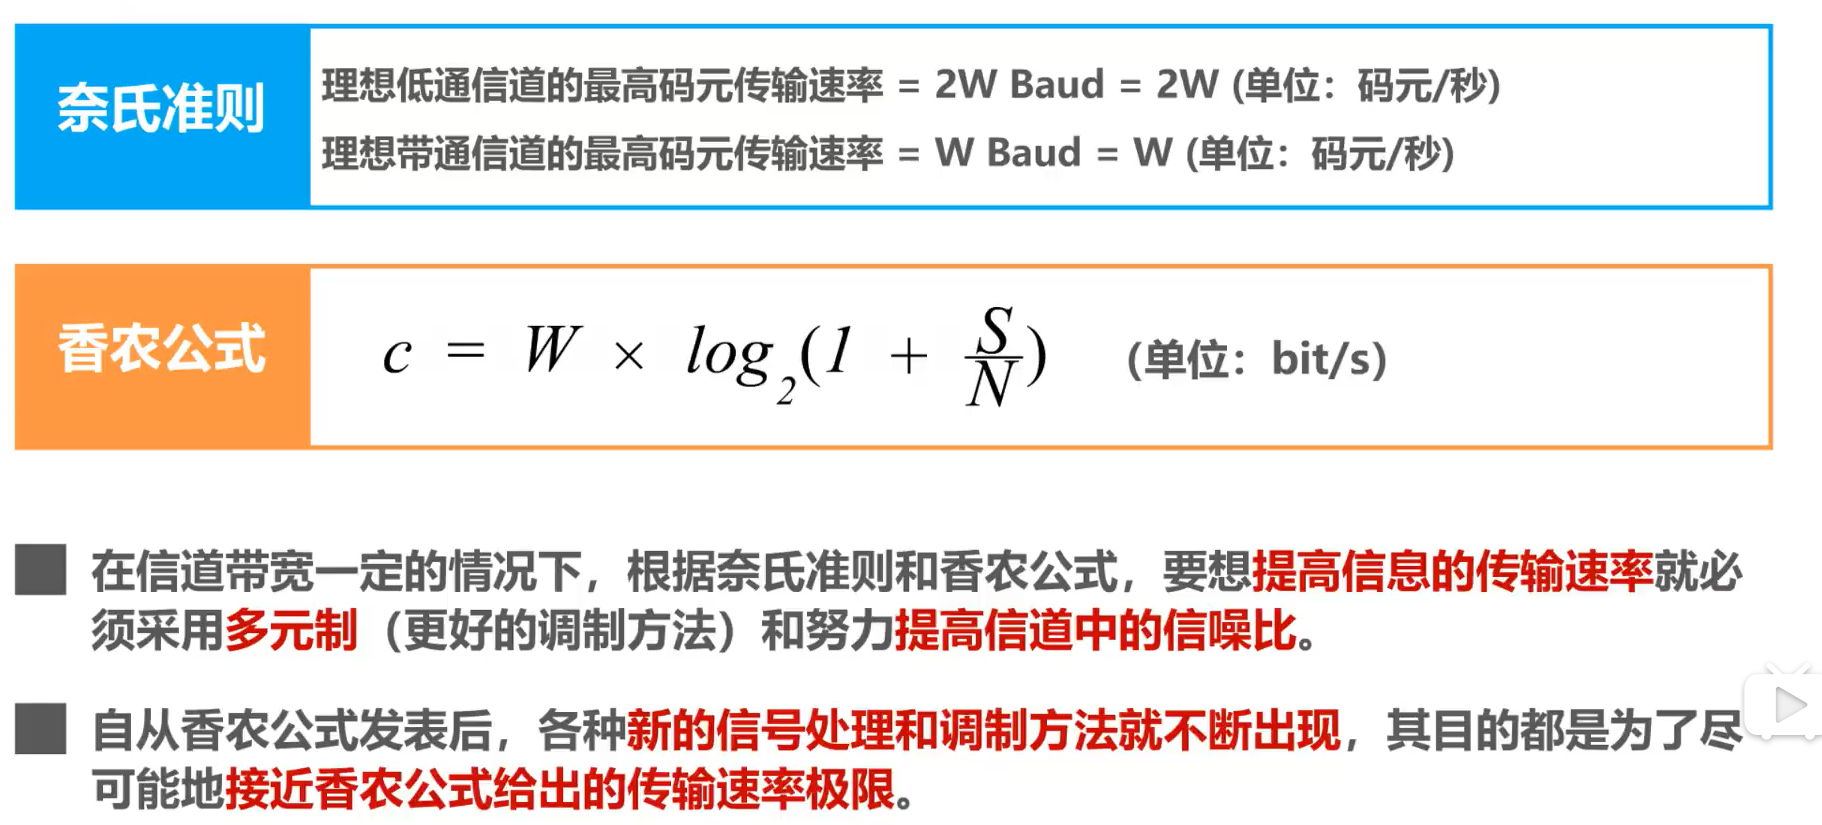 奈氏准则
理想低通信道的最高码元传输速率 = 2W Baud = 2W (单位：码元/秒)
理想带通信道的最高码元传输速率 = W Baud = W (单位：码元/秒)
香农公式
c = W × log₂(1 + S/N) (单位：bit/s)
在信道带宽一定的情况下，根据奈氏准则和香农公式，要想提高信息的传输速率就必
须采用多元制（更好的调制方法）和努力提高信道中的信噪比。
自从香农公式发表后，各种新的信号处理和调制方法就不断出现，其目的都是为了尽
可能地接近香农公式给出的传输速率极限。